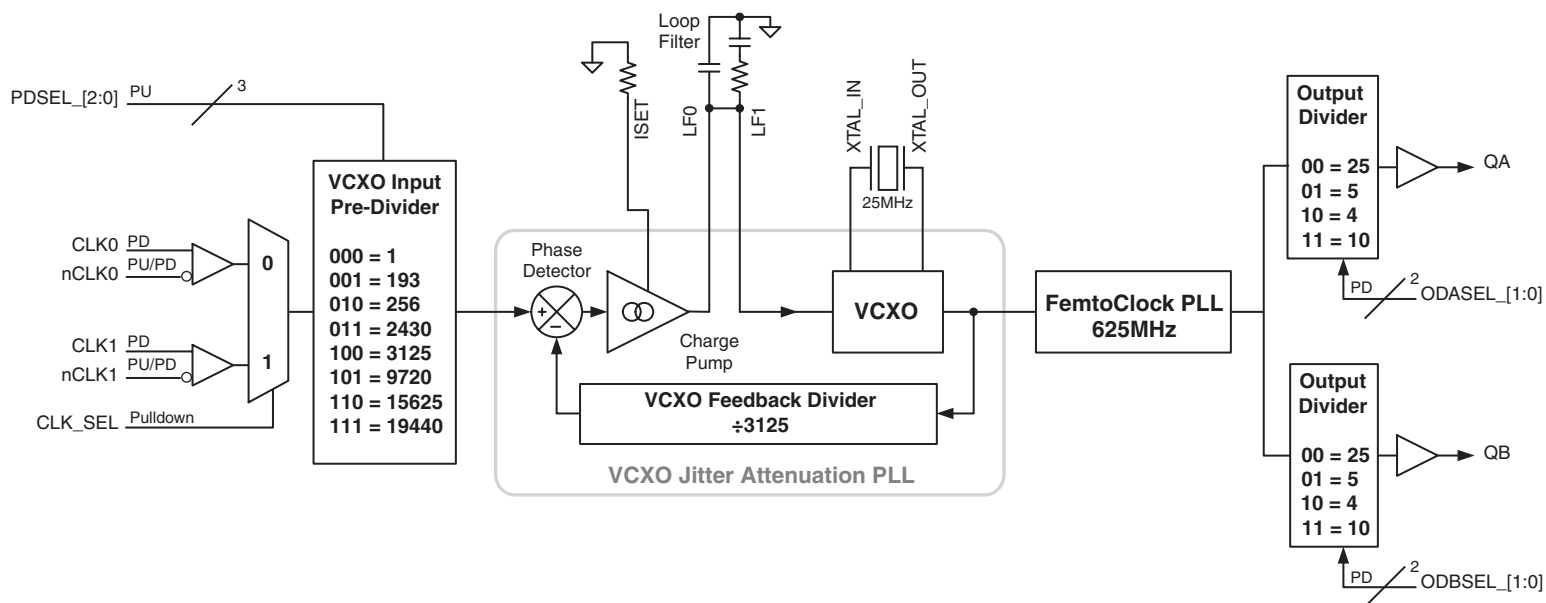 PDSEL_[2:0] PU 3
VCXO Input
Pre-Divider
000 = 1
001 = 193
010 = 256
011 = 2430
100 = 3125
101 = 9720
110 = 15625
111 = 19440
CLK0 PD
nCLK0 PU/PD
0
CLK1 PD
nCLK1 PU/PD
1
CLK_SEL Pulldown
Loop
Filter
ISET
LF0
LF1
XTAL_IN
XTAL_OUT
25MHz
Phase
Detector
+
−
Charge
Pump
VCXO
VCXO Feedback Divider
÷3125
VCXO Jitter Attenuation PLL
FemtoClock PLL
625MHz
Output
Divider
00 = 25
01 = 5
10 = 4
11 = 10
QA
PD 2 ODASEL_[1:0]
Output
Divider
00 = 25
01 = 5
10 = 4
11 = 10
QB
PD 2 ODBSEL_[1:0]